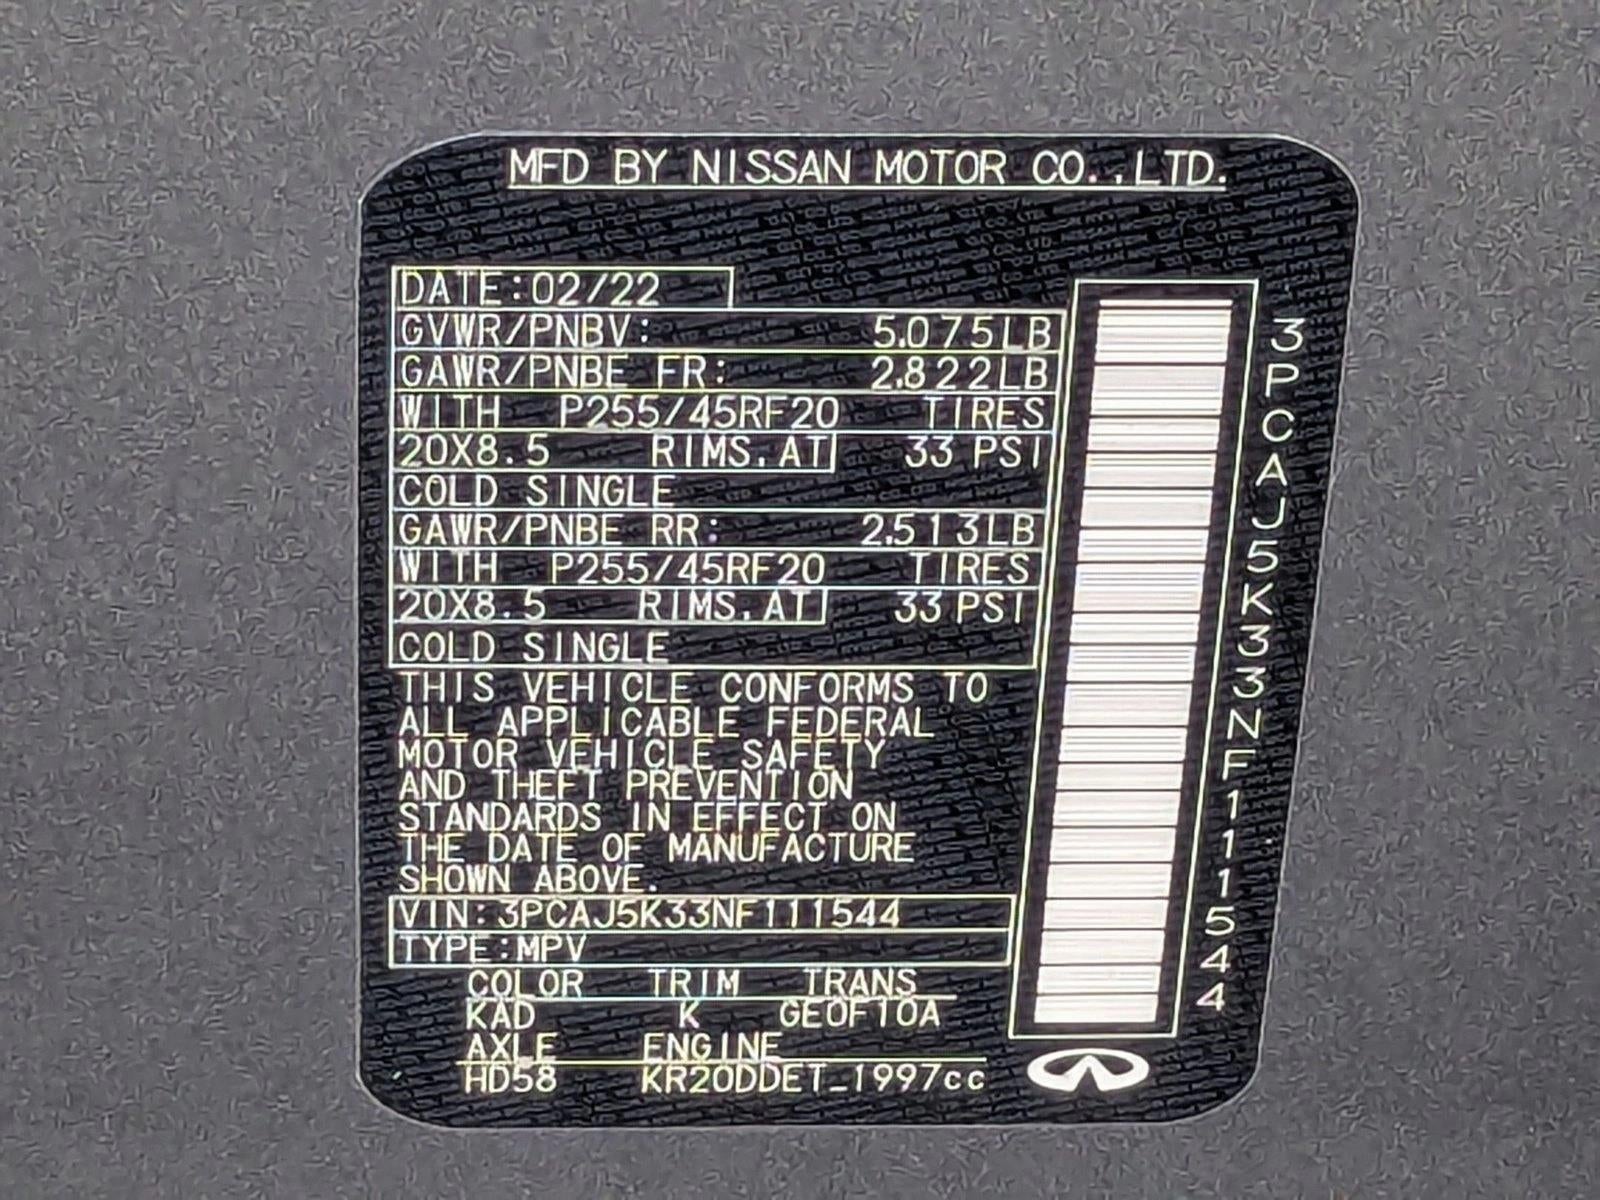 MFD BY NISSAN MOTOR CO.,LTD.
DATE:02/22
GVWR/PNBV: 5,075LB
GAWR/PNBE FR: 2,822LB
WITH P255/45RF20 TIRES
20X8.5 RIMS,AT 33 PSI
COLD SINGLE
GAWR/PNBE RR: 2,513LB
WITH P255/45RF20 TIRES
20X8.5 RIMS,AT 33 PSI
COLD SINGLE
THIS VEHICLE CONFORMS TO
ALL APPLICABLE FEDERAL
MOTOR VEHICLE SAFETY
AND THEFT PREVENTION
STANDARDS IN EFFECT ON
THE DATE OF MANUFACTURE
SHOWN ABOVE.
VIN:3PCAJ5K33NF111544
TYPE:MPV
COLOR TRIM TRANS
KAD K GEOF10A
AXLE ENGINE
HD58 KR20DDET_1997cc
3PCAJ5K33NF111544